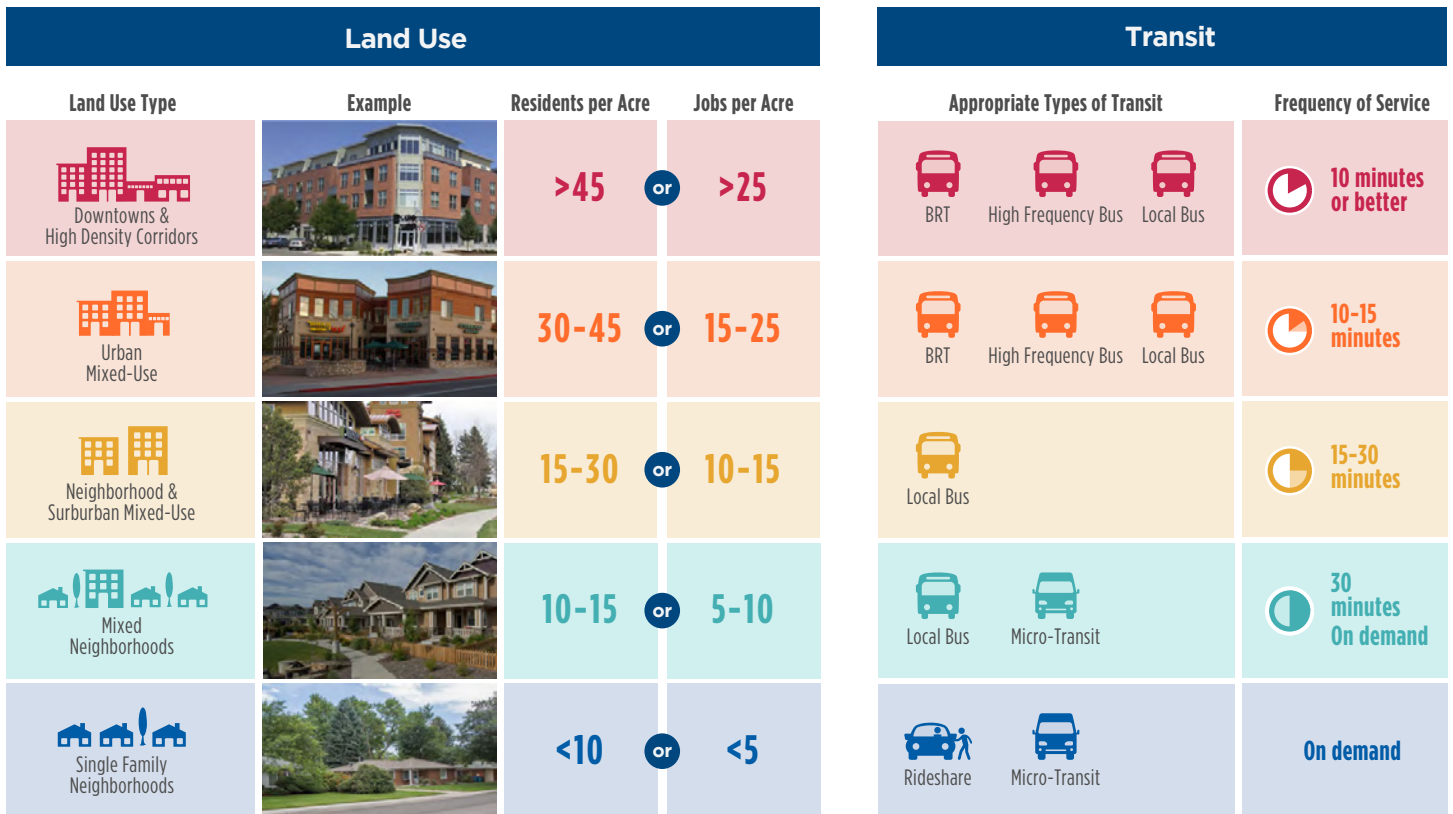 Land Use
Transit
Land Use Type
Example
Residents per Acre
Jobs per Acre
Appropriate Types of Transit
Frequency of Service
Downtowns &
High Density Corridors
>45
or
>25
BRT
High Frequency Bus
Local Bus
10 minutes
or better
Urban
Mixed-Use
30-45
or
15-25
BRT
High Frequency Bus
Local Bus
10-15
minutes
Neighborhood &
Surburban Mixed-Use
15-30
or
10-15
Local Bus
15-30
minutes
Mixed
Neighborhoods
10-15
or
5-10
Local Bus
Micro-Transit
30
minutes
On demand
Single Family
Neighborhoods
<10
or
<5
Rideshare
Micro-Transit
On demand